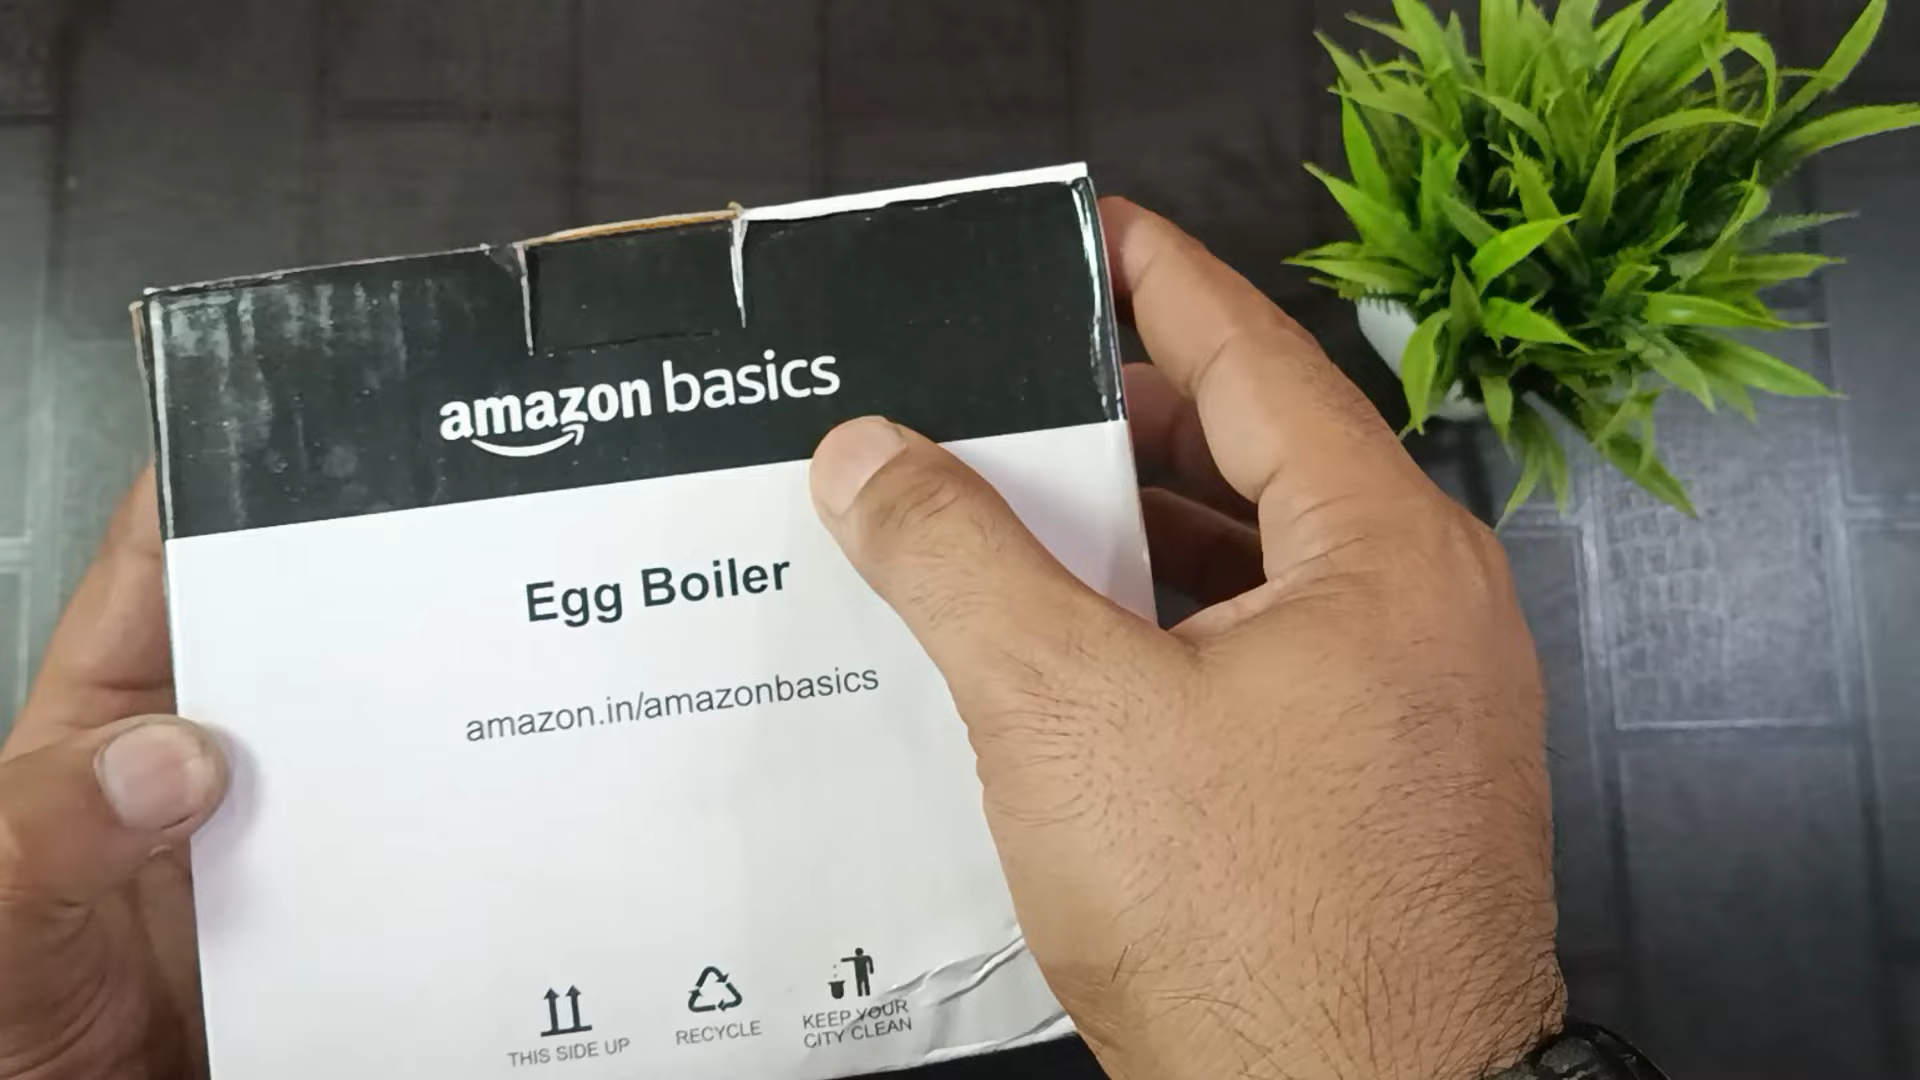 amazon basics
Egg Boiler
amazon.in/amazonbasics
THIS SIDE UP
RECYCLE
KEEP YOUR
CITY CLEAN